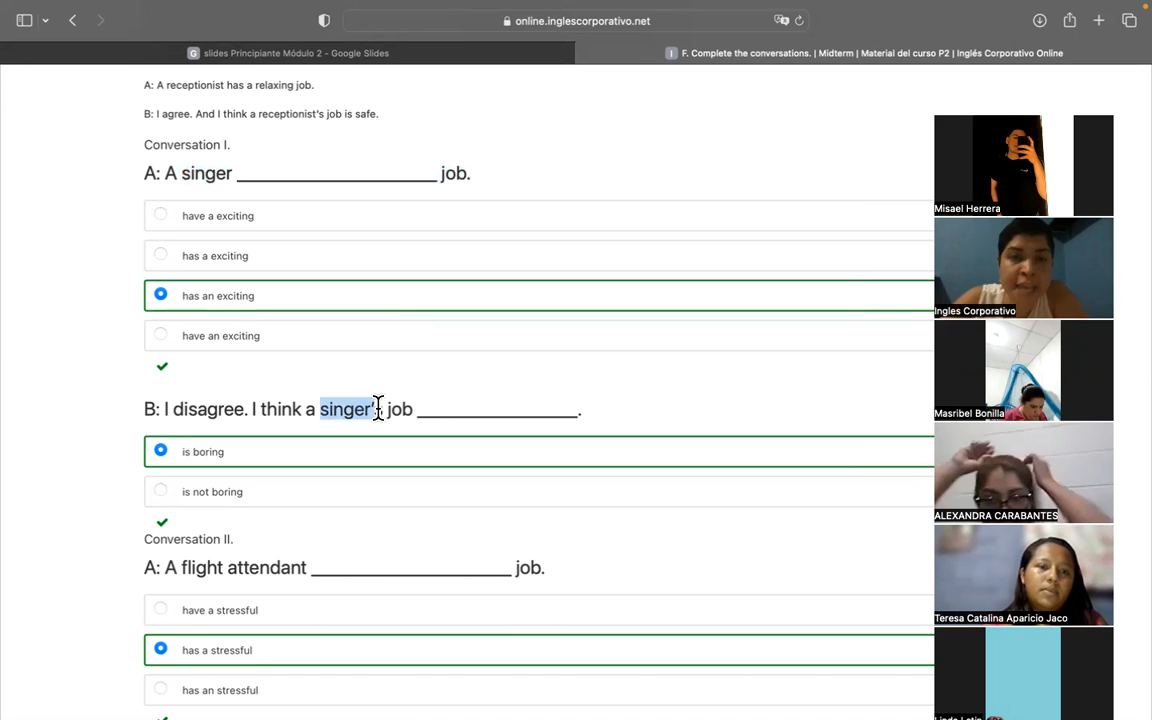 online.inglescorporativo.net
G slides Principiante Módulo 2 - Google Slides
I F. Complete the conversations. | Midterm | Material del curso P2 | Inglés Corporativo Online
A: A receptionist has a relaxing job.
B: I agree. And I think a receptionist's job is safe.
Conversation I.
A: A singer ____________________ job.
have a exciting
has a exciting
has an exciting
have an exciting
B: I disagree. I think a singer's job ________________.
is boring
is not boring
Conversation II.
A: A flight attendant ____________________ job.
have a stressful
has a stressful
has an stressful
Misael Herrera
Ingles Corporativo
Masribel Bonilla
ALEXANDRA CARABANTES
Teresa Catalina Aparicio Jaco